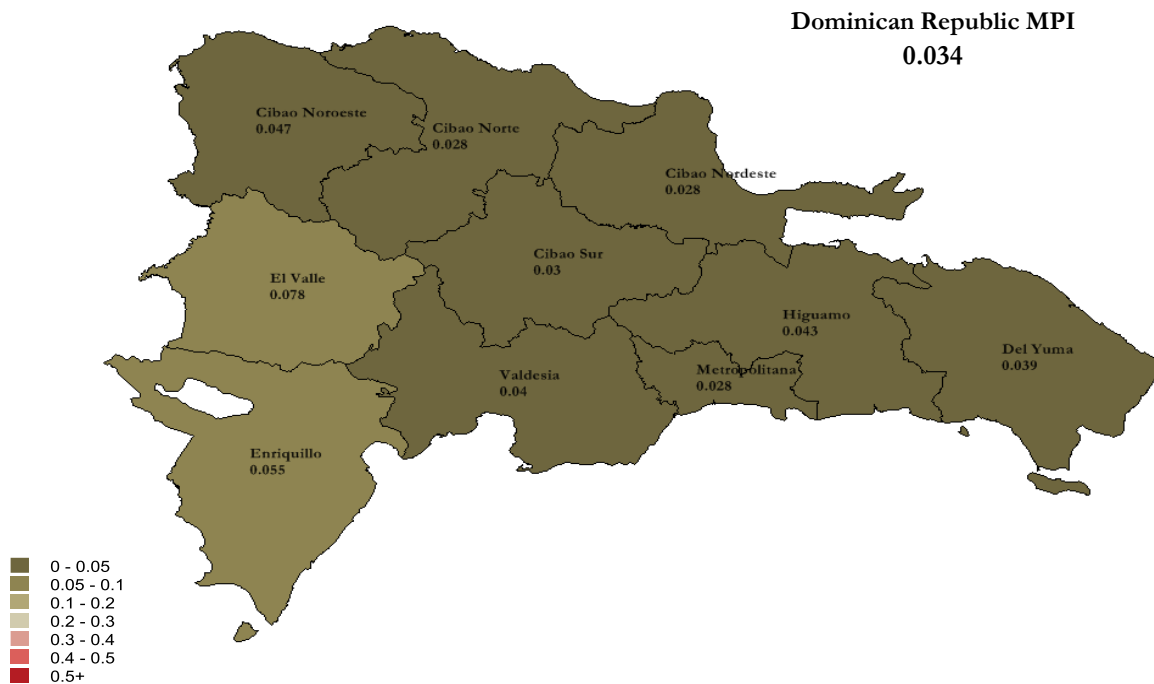 Dominican Republic MPI
0.034
Cibao Noroeste
0.047
Cibao Norte
0.028
Cibao Nordeste
0.028
Cibao Sur
0.03
El Valle
0.078
Higuamo
0.043
Del Yuma
0.039
Metropolitana
0.028
Valdesia
0.04
Enriquillo
0.055
0 - 0.05
0.05 - 0.1
0.1 - 0.2
0.2 - 0.3
0.3 - 0.4
0.4 - 0.5
0.5+